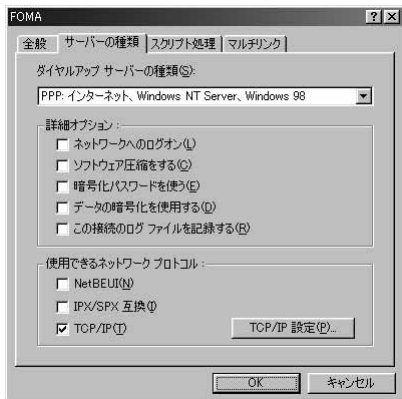 FOMA
全般 サーバーの種類 スクリプト処理 マルチリンク
ダイヤルアップ サーバーの種類(S):
PPP: インターネット、Windows NT Server、Windows 98
詳細オプション :
ネットワークへのログオン(L)
ソフトウェア圧縮をする(C)
暗号化パスワードを使う(E)
データの暗号化を使用する(D)
この接続のログ ファイルを記録する(R)
使用できるネットワーク プロトコル :
NetBEUI(N)
IPX/SPX 互換(I)
TCP/IP(T) TCP/IP 設定(P)...
OK キャンセル